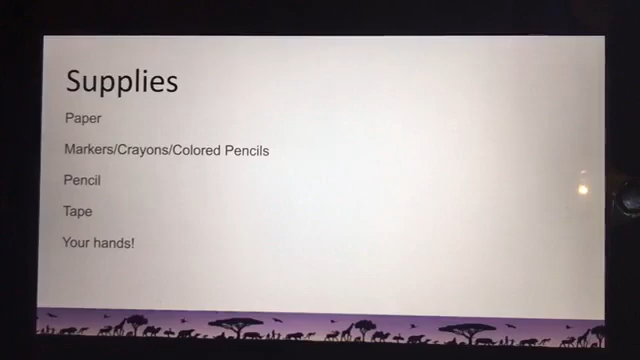 Supplies
Paper
Markers/Crayons/Colored Pencils
Pencil
Tape
Your hands!